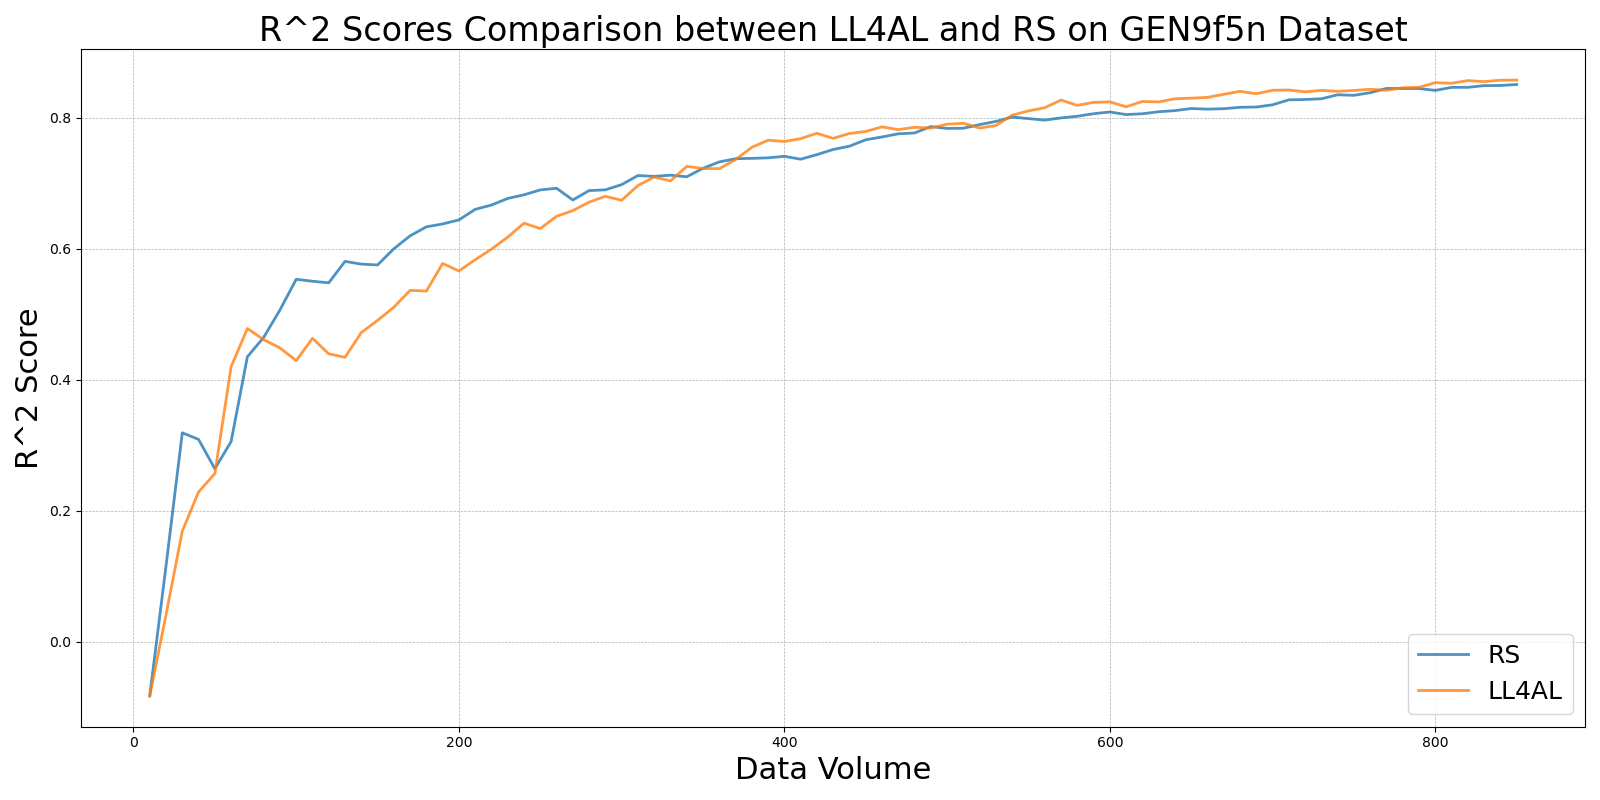 R^2 Scores Comparison between LL4AL and RS on GEN9f5n Dataset
R^2 Score
0.8
0.6
0.4
0.2
0.0
0 200 400 600 800
Data Volume
RS
LL4AL